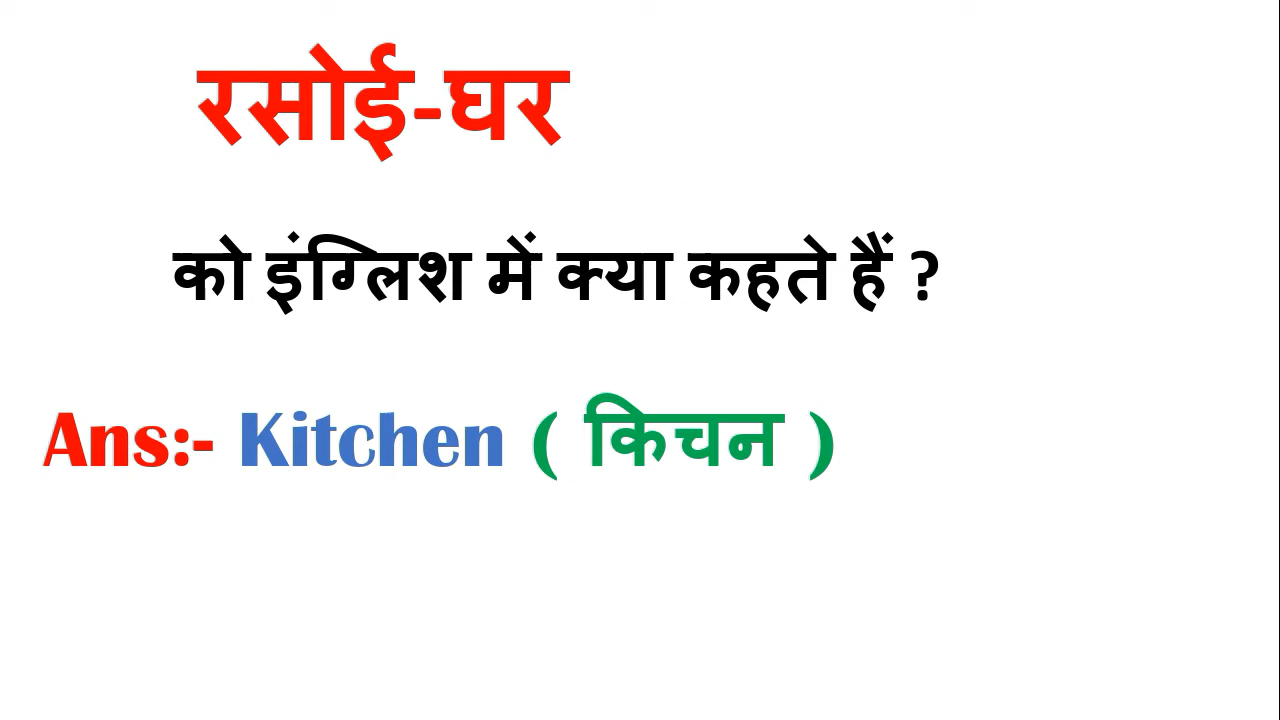 रसोई-घर
को इंग्लिश में क्या कहते हैं ?
Ans:- Kitchen ( किचन )